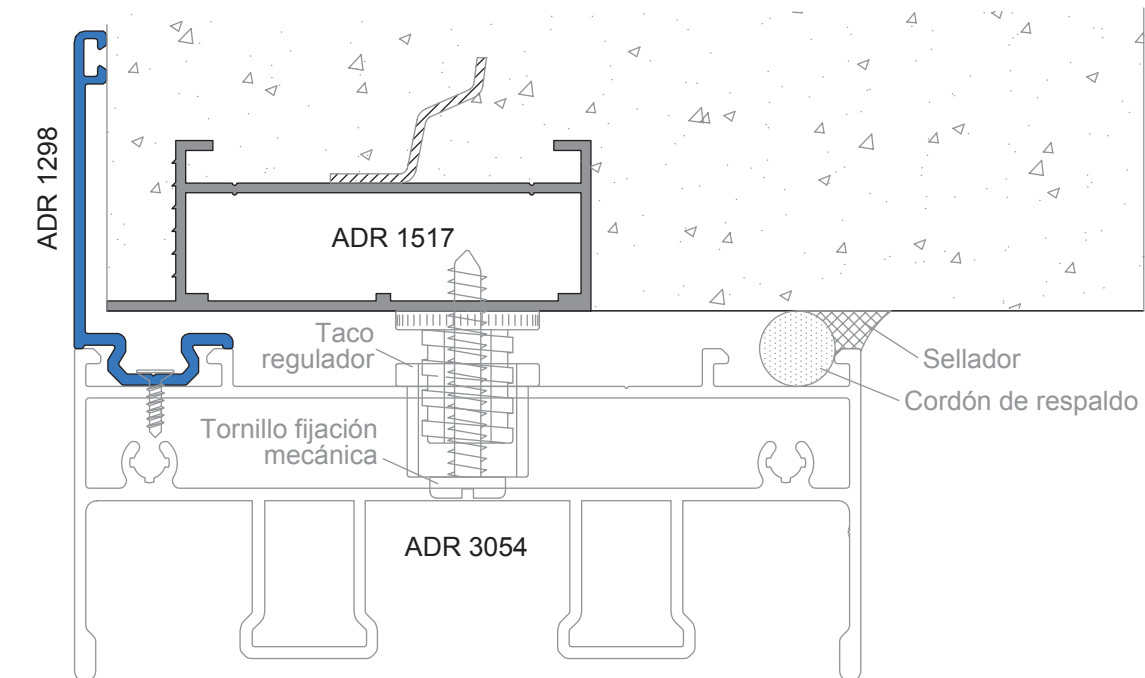 ADR 1298
ADR 1517
Taco
regulador
Sellador
Cordón de respaldo
Tornillo fijación
mecánica
ADR 3054